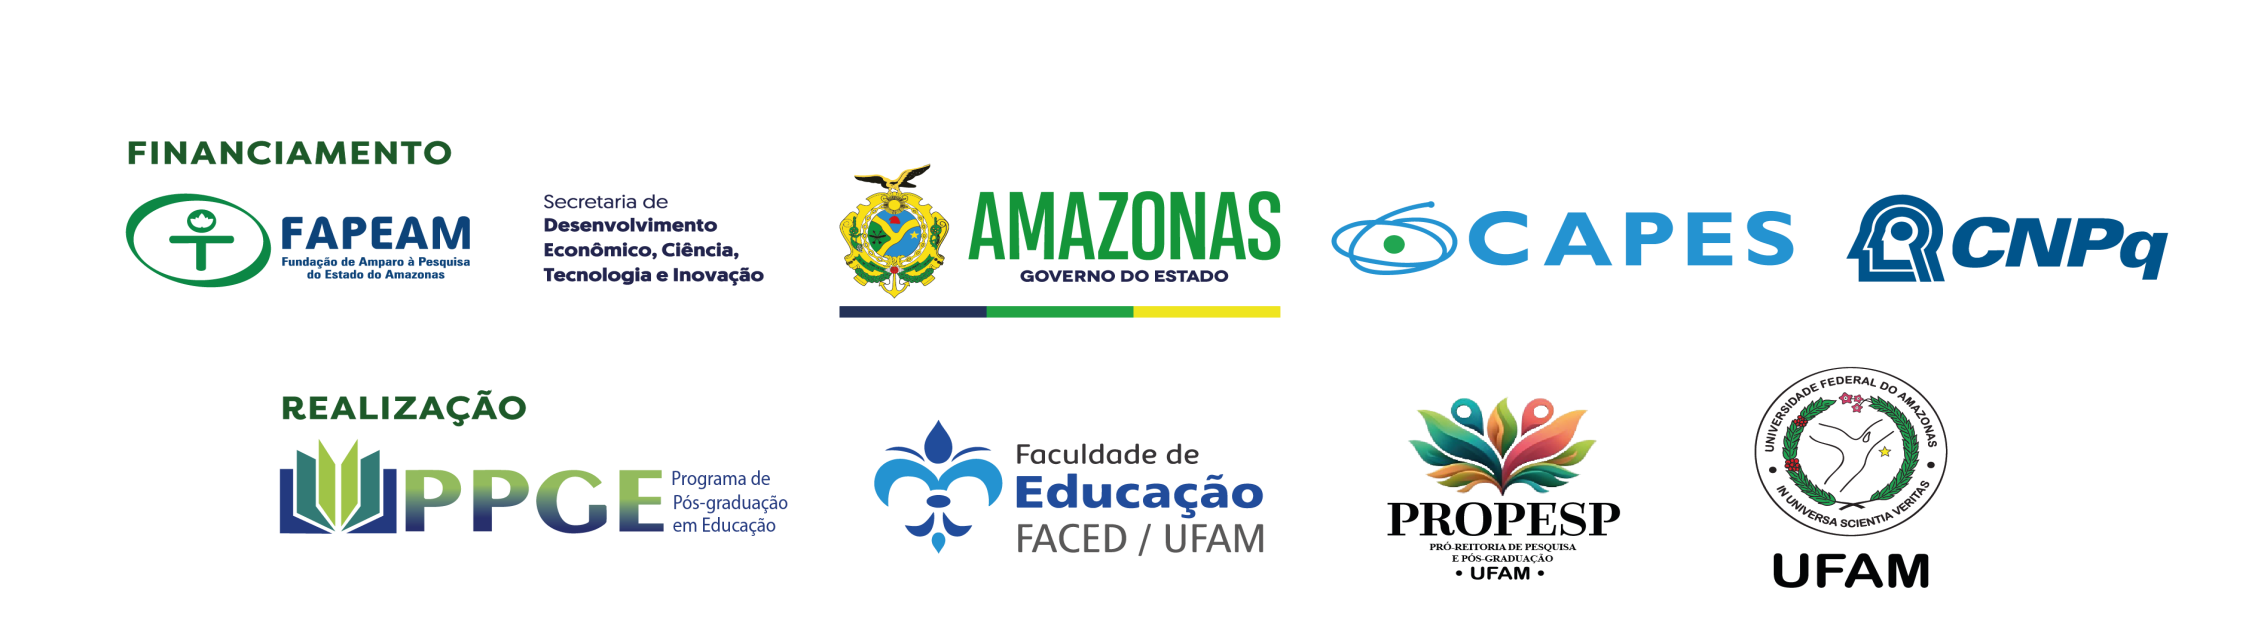 FINANCIAMENTO
FAPEAM
Fundação de Amparo à Pesquisa
do Estado do Amazonas
Secretaria de
Desenvolvimento
Econômico, Ciência,
Tecnologia e Inovação
AMAZONAS
GOVERNO DO ESTADO
CAPES
CNPq
REALIZAÇÃO
PPGE
Programa de
Pós-graduação
em Educação
Faculdade de
Educação
FACED / UFAM
PROPESP
PRÓ-REITORIA DE PESQUISA
E PÓS-GRADUAÇÃO
• UFAM •
UNIVERSIDADE FEDERAL DO AMAZONAS
• IN UNIVERSA SCIENTIA VERITAS •
UFAM